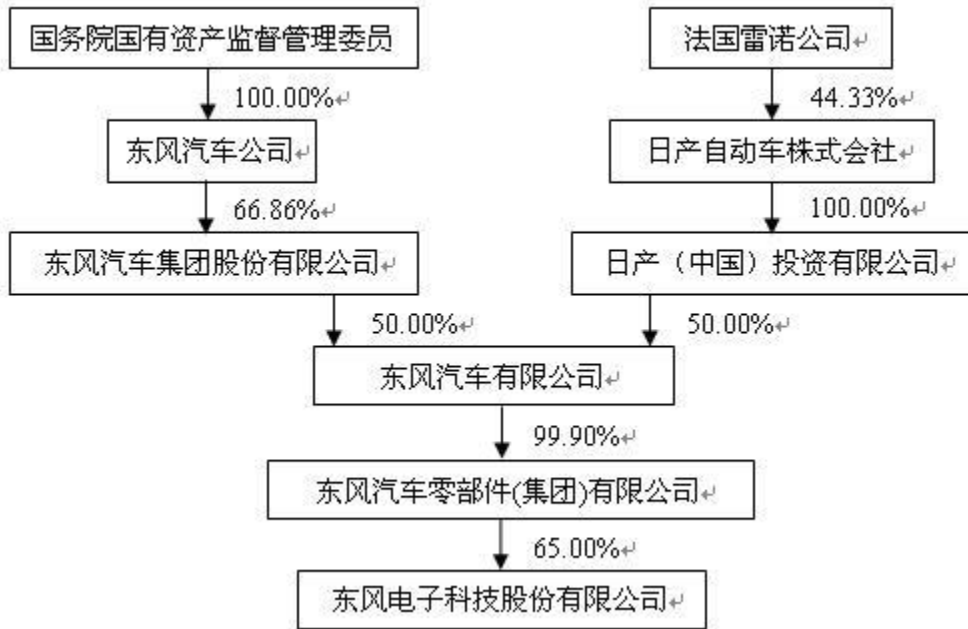 国务院国有资产监督管理委员
法国雷诺公司
100.00%
44.33%
东风汽车公司
日产自动车株式会社
66.86%
100.00%
东风汽车集团股份有限公司
日产（中国）投资有限公司
50.00%
50.00%
东风汽车有限公司
99.90%
东风汽车零部件(集团)有限公司
65.00%
东风电子科技股份有限公司